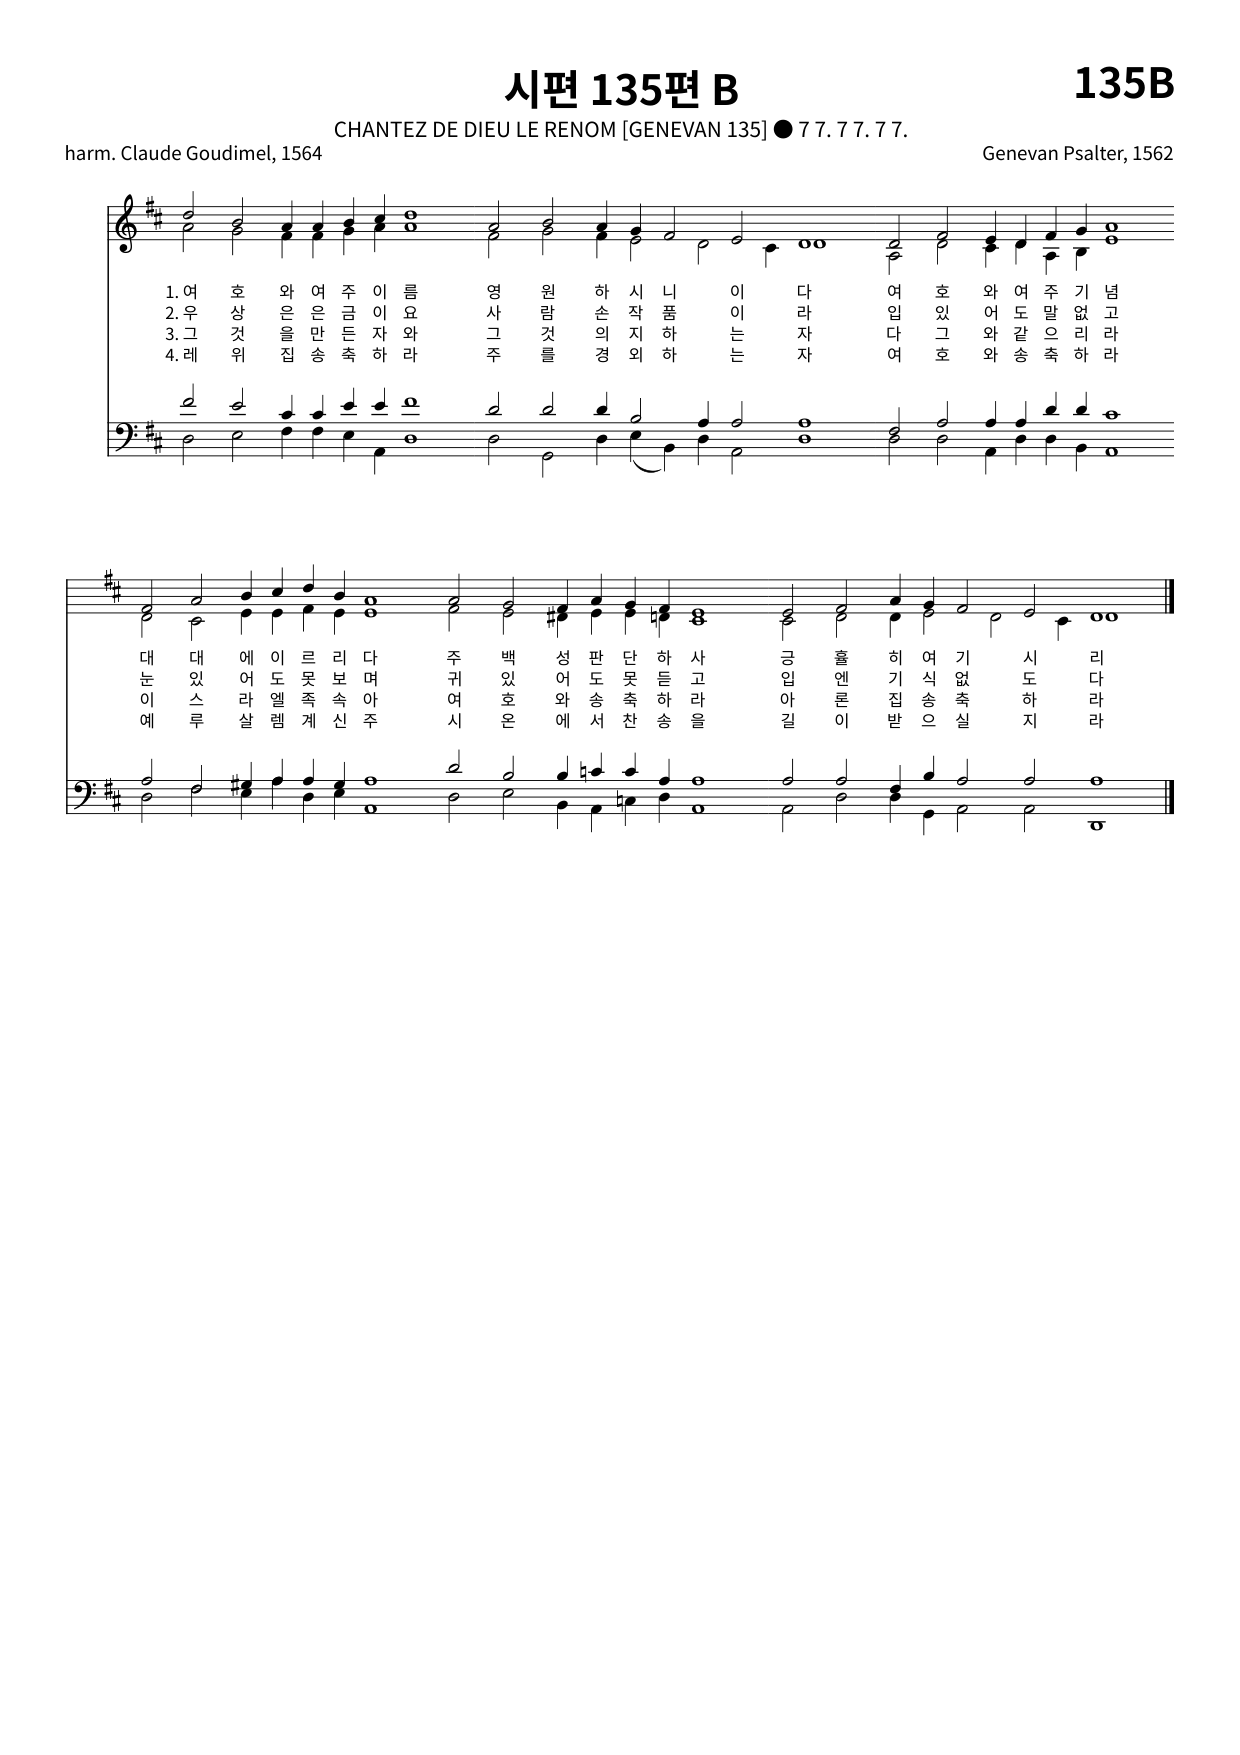 시편 135편 B
135B
CHANTEZ DE DIEU LE RENOM [GENEVAN 135] ● 7 7. 7 7. 7 7.
harm. Claude Goudimel, 1564
Genevan Psalter, 1562
1. 여 호 와 여 주 이 름 영 원 하 시 니 이 다 여 호 와 여 주 기 념
2. 우 상 은 은 금 이 요 사 람 손 작 품 이 라 입 있 어 도 말 없 고
3. 그 것 을 만 든 자 와 그 것 의 지 하 는 자 다 그 와 같 으 리 라
4. 레 위 집 송 축 하 라 주 를 경 외 하 는 자 여 호 와 송 축 하 라
대 대 에 이 르 리 다 주 백 성 판 단 하 사 긍 휼 히 여 기 시 리
눈 있 어 도 못 보 며 귀 있 어 도 못 듣 고 입 엔 기 식 없 도 다
이 스 라 엘 족 속 아 여 호 와 송 축 하 라 아 론 집 송 축 하 라
예 루 살 렘 계 신 주 시 온 에 서 찬 송 을 길 이 받 으 실 지 라